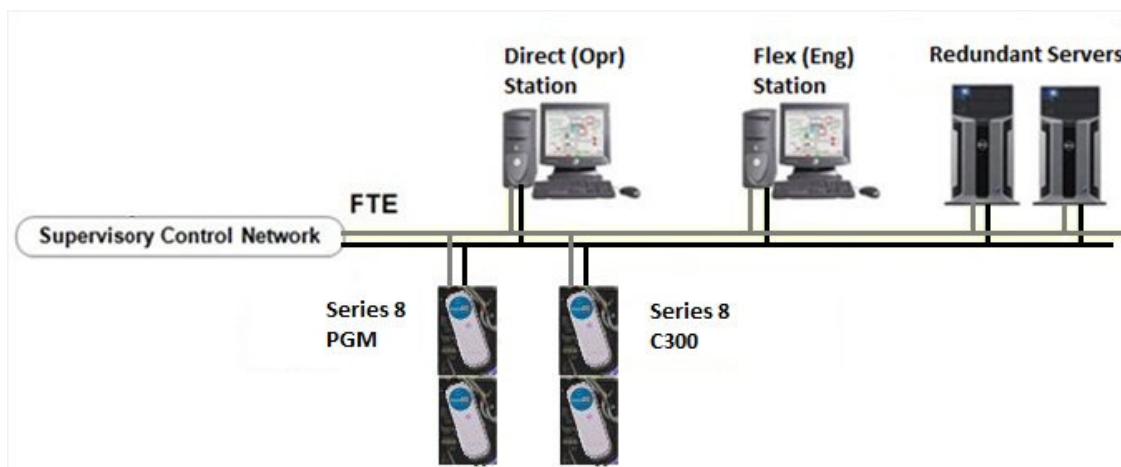 Direct (Opr)
Station
Flex (Eng)
Station
Redundant Servers
FTE
Supervisory Control Network
Series 8
PGM
Series 8
C300